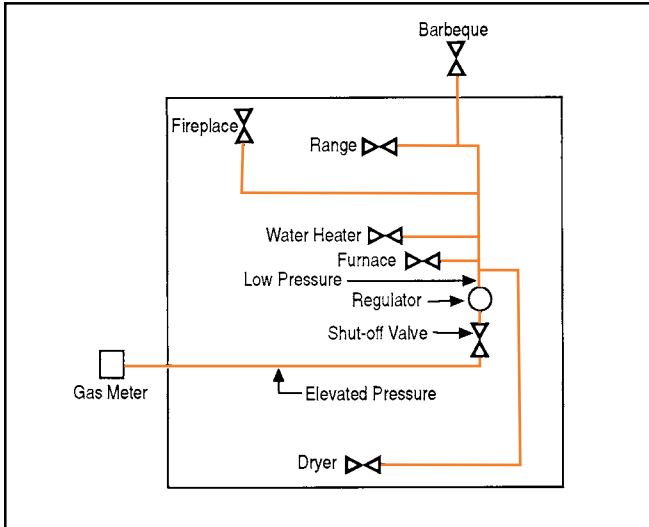 Barbeque
Fireplace
Range
Water Heater
Furnace
Low Pressure
Regulator
Shut-off Valve
Gas Meter
Elevated Pressure
Dryer